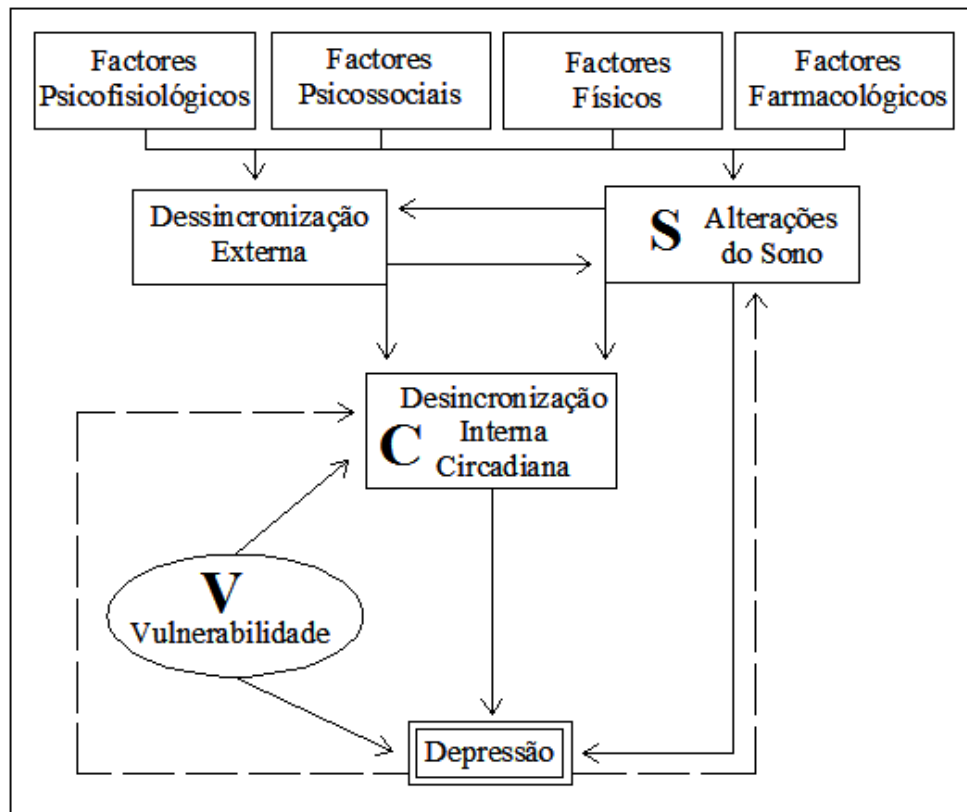 Factores
Psicofisiológicos
Factores
Psicossociais
Factores
Físicos
Factores
Farmacológicos
Dessincronização
Externa
S Alterações
do Sono
Desincronização
C Interna
Circadiana
V
Vulnerabilidade
Depressão